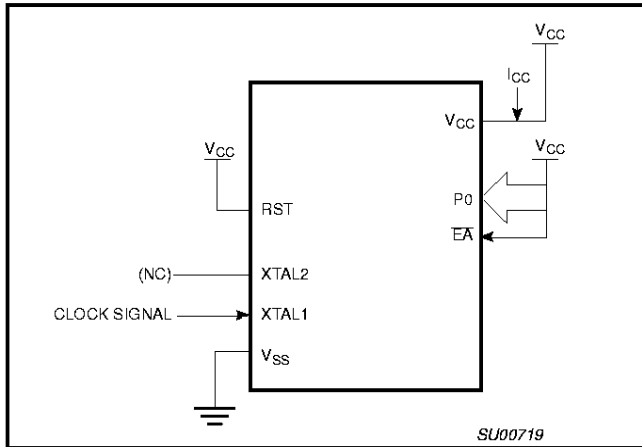 VCC
ICC
VCC
VCC
VCC
P0
RST
EA
(NC) XTAL2
CLOCK SIGNAL XTAL1
VSS
SU00719